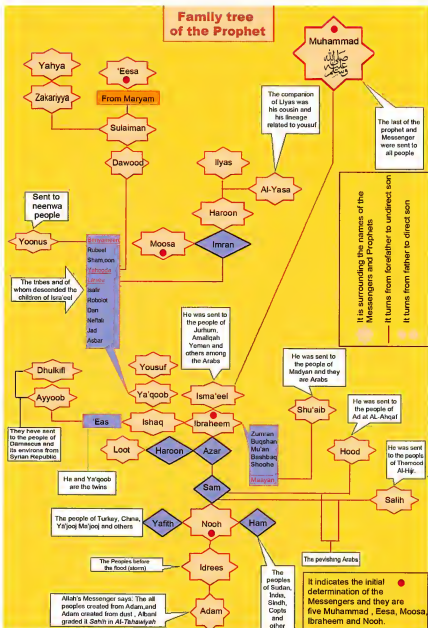 Family tree
of the Prophet
Muhammad
صلى الله
عليه
وسلم
Yahya
'Eesa
Zakariyya
From Maryam
Sulaiman
Dawood
The companion
of Llyas was
his cousin and
his lineage
related to yousuf
The last of the
prophet and
Messenger
were sent to
all people
Ilyas
Al-Yasa
Haroon
Sent to
neenwa
people
Yoonus
Moosa
Imran
Rubeel
Sham,oon
Dan
Neftali
Jad
Asbar
The tribes and of
whom descended the
children of Isra'eel
It is surrounding the names of the
Messengers and Prophets
It turns from forefather to undirect son
It turns from father to direct son
He was sent to
the people of
Jurhum,
Amaliqah
Yemen and
others among
the Arabs
He was sent to
the people of
Madyan and they
are Arabs
Dhulkifl
Yousuf
Ayyoob
Ya'qoob
Isma'eel
Shu'aib
He was sent to
the people of
Ad at AL-Ahqaf
Eas
Ishaq
Ibraheem
They have sent
to the people of
Damascus and
its environs from
Syrian Republic
Zumran
Buqshan
Mu'an
Bashbaq
Shooha
Madyan
Loot
Haroon
Azar
Hood
He was sent
to the people
of Themood
Al-Hijr.
He and Ya'qoob
are the twins
Sam
Salih
The people of Turkey, China,
Ya'jooj Ma'jooj and others
Yafith
Nooh
Ham
The pevishing Arabs
The Peoples before
the flood (storm)
Idrees
The
peoples
of Sudan,
India,
Sindh,
Copts
and
other
It indicates the initial
determination of the
Messengers and they are
five Muhammad , Eesa, Moosa,
Ibraheem and Nooh.
Allah's Messenger says: The all
peoples created from Adam,and
Adam created from dust , Albani
graded it Sahih in Al-Tahawiyah
Adam